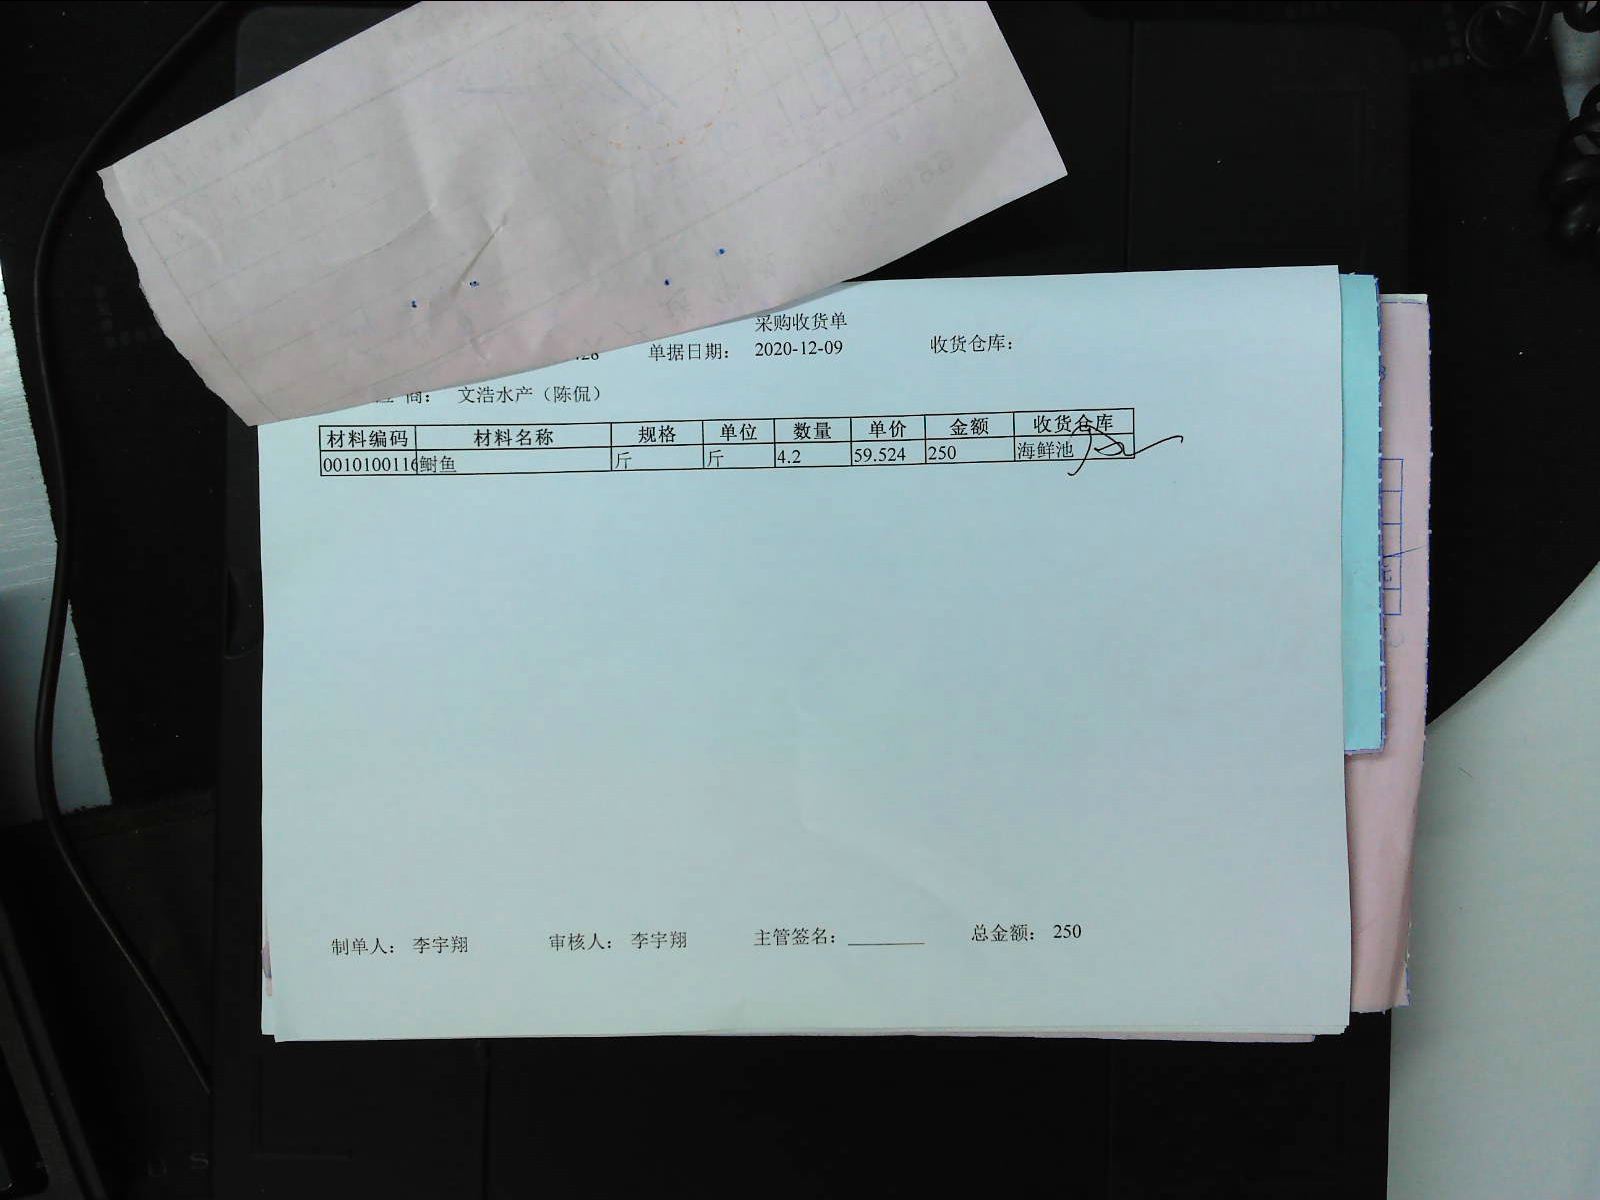 采购收货单
单据日期： 2020-12-09 收货仓库：
商： 文浩水产（陈侃）
材料编码 材料名称 规格 单位 数量 单价 金额 收货仓库
0010100116 鲥鱼 斤 斤 4.2 59.524 250 海鲜池
制单人： 李宇翔 审核人： 李宇翔 主管签名： 总金额： 250